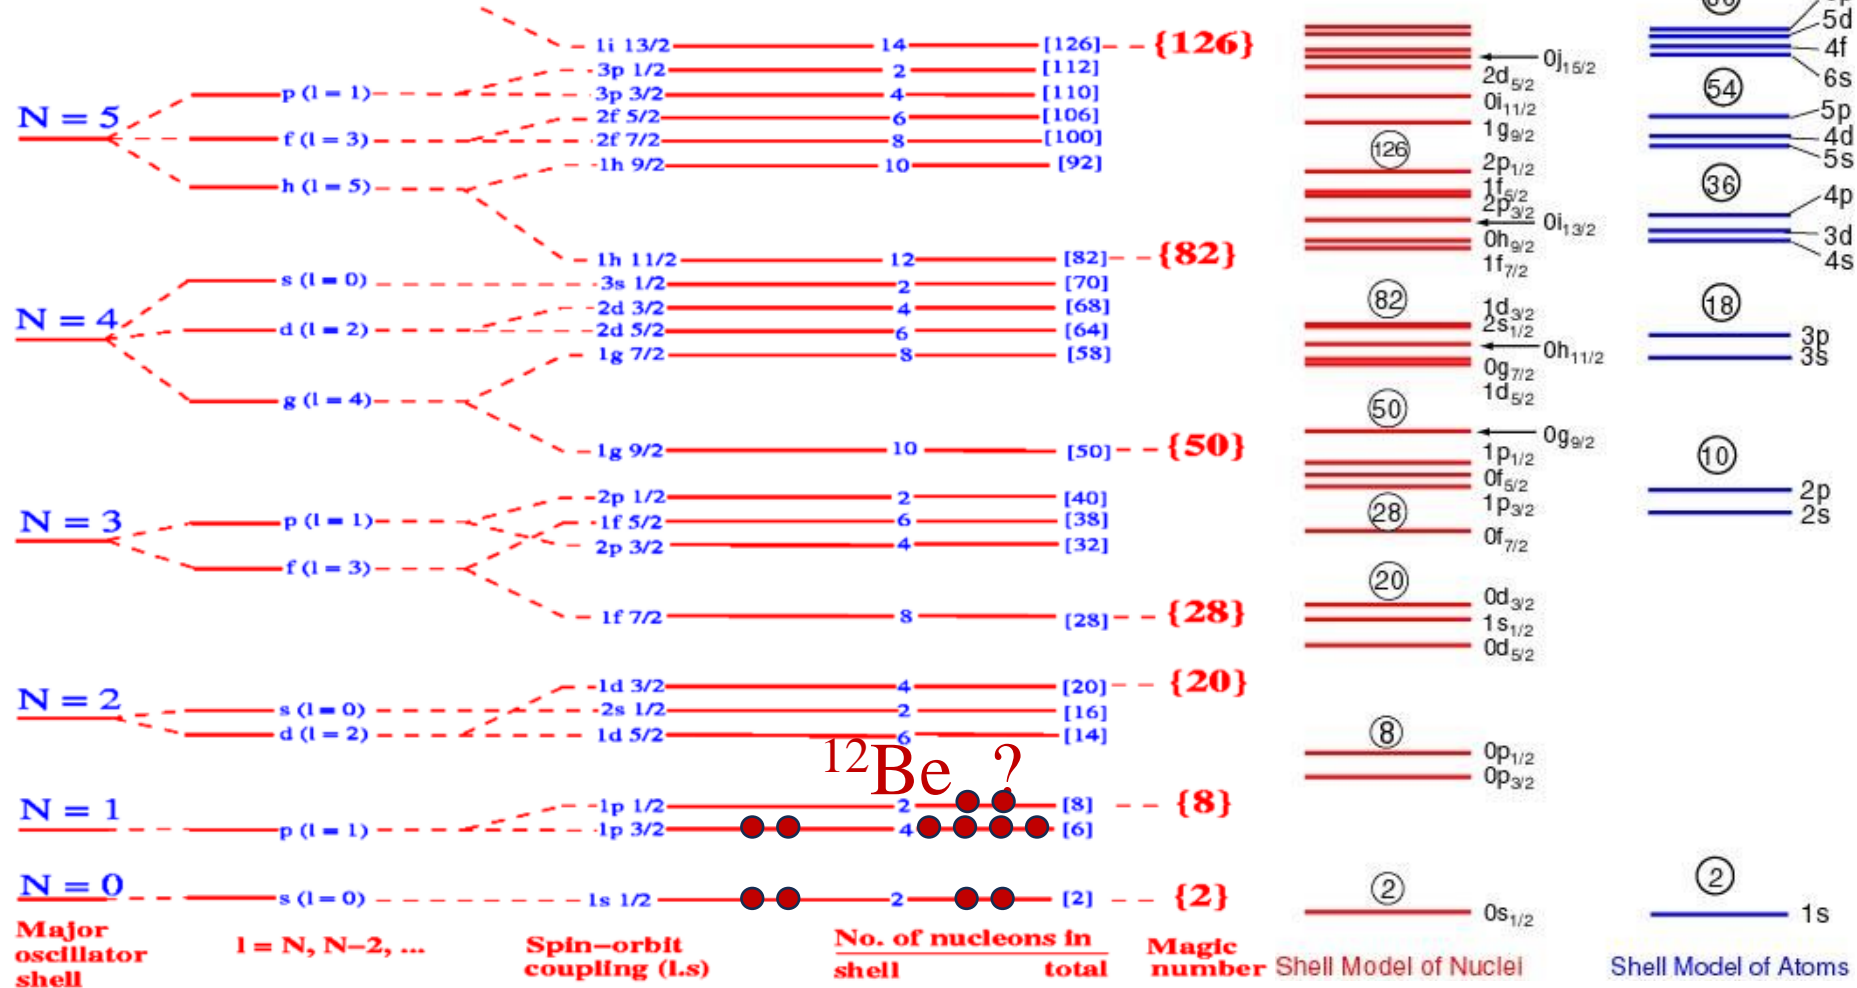 1i 13/2 14 [126] {126}
3p 1/2 2 [112]
p (l = 1) 3p 3/2 4 [110]
N = 5 2f 5/2 6 [106]
f (l = 3) 2f 7/2 8 [100]
1h 9/2 10 [92]
h (l = 5)
1h 11/2 12 [82] {82}
s (l = 0) 3s 1/2 2 [70]
2d 3/2 4 [68]
N = 4 d (l = 2) 2d 5/2 6 [64]
1g 7/2 8 [58]
g (l = 4)
1g 9/2 10 [50] {50}
2p 1/2 2 [40]
N = 3 p (l = 1) 1f 5/2 6 [38]
2p 3/2 4 [32]
f (l = 3)
1f 7/2 8 [28] {28}
1d 3/2 4 [20] {20}
N = 2 s (l = 0) 2s 1/2 2 [16]
d (l = 2) 1d 5/2 6 [14]
12Be ?
N = 1 1p 1/2 2 [8] {8}
p (l = 1) 1p 3/2 4 [6]
N = 0 s (l = 0) 1s 1/2 2 [2] {2}
Major
oscillator
shell
l = N, N−2, ...
Spin−orbit
coupling (l.s)
No. of nucleons in
shell total
Magic
number
0j15/2
2d5/2
0i11/2
1g9/2
126
2p1/2
1f5/2
2p3/2
0i13/2
0h9/2
1f7/2
82
1d3/2
2s1/2
0h11/2
0g7/2
1d5/2
50
0g9/2
1p1/2
0f5/2
1p3/2
28
0f7/2
20
0d3/2
1s1/2
0d5/2
8
0p1/2
0p3/2
2
0s1/2
Shell Model of Nuclei
5d
4f
6s
54
5p
4d
5s
36
4p
3d
4s
18
3p
3s
10
2p
2s
2
1s
Shell Model of Atoms